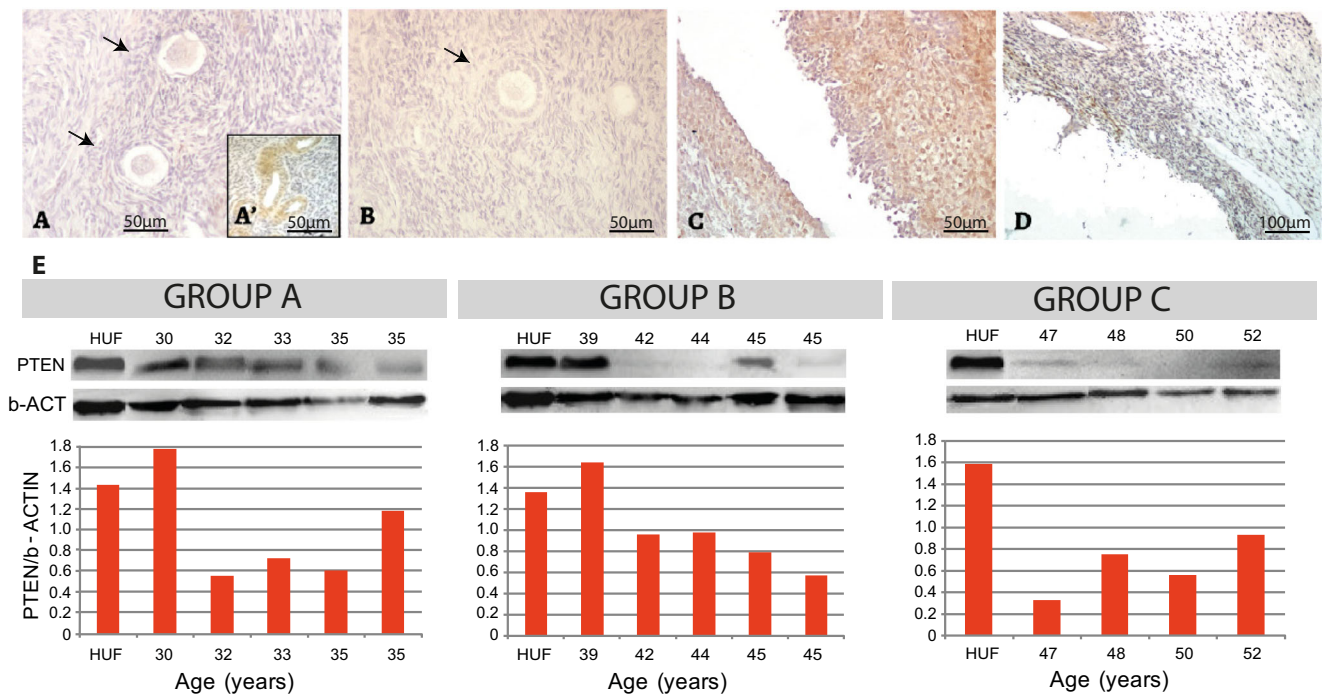 A 50µm
A' 50µm
B 50µm
C 50µm
D 100µm
E
GROUP A GROUP B GROUP C
HUF 30 32 33 35 35 HUF 39 42 44 45 45 HUF 47 48 50 52
PTEN
b-ACT
PTEN/b - ACTIN
1.8
1.6
1.4
1.2
1.0
0.8
0.6
0.4
0.2
0
HUF 30 32 33 35 35
Age (years)
1.8
1.6
1.4
1.2
1.0
0.8
0.6
0.4
0.2
0
HUF 39 42 44 45 45
Age (years)
1.8
1.6
1.4
1.2
1.0
0.8
0.6
0.4
0.2
0
HUF 47 48 50 52
Age (years)